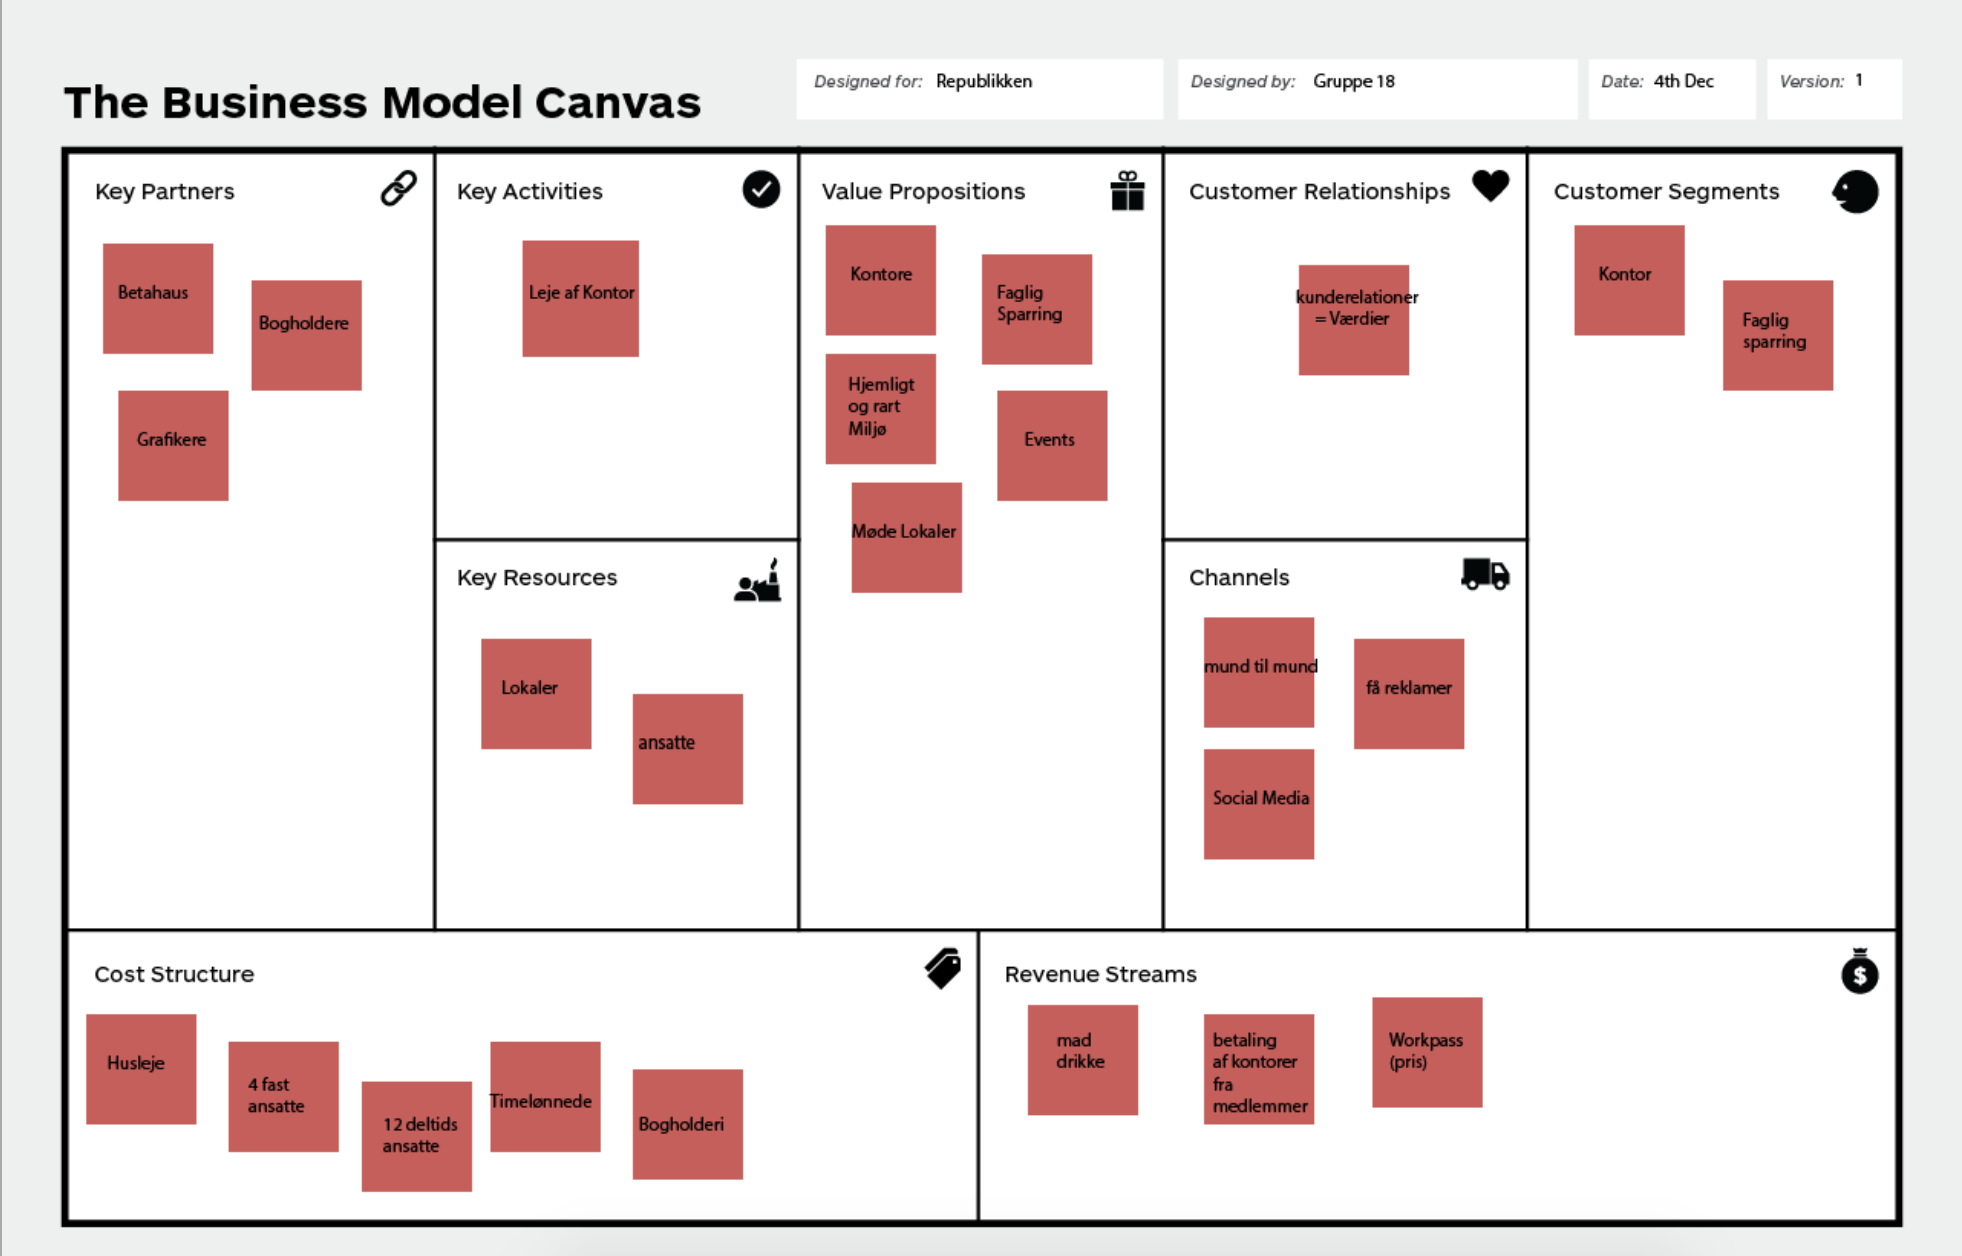 The Business Model Canvas
Designed for: Republikken
Designed by: Gruppe 18
Date: 4th Dec
Version: 1
Key Partners
Betahaus
Bogholdere
Grafikere
Key Activities
Leje af Kontor
Key Resources
Lokaler
ansatte
Value Propositions
Kontore
Faglig
Sparring
Hjemligt
og rart
Miljø
Events
Møde Lokaler
Customer Relationships
kunderelationer
= Værdier
Channels
mund til mund
få reklamer
Social Media
Customer Segments
Kontor
Faglig
sparring
Cost Structure
Husleje
4 fast
ansatte
12 deltids
ansatte
Timelønnede
Bogholderi
Revenue Streams
mad
drikke
betaling
af kontorer
fra
medlemmer
Workpass
(pris)
$